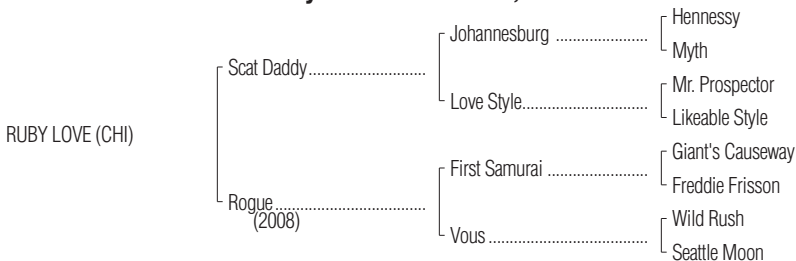 Hennessy
Johannesburg ......................
Myth
Scat Daddy............................
Mr. Prospector
Love Style..............................
Likeable Style
RUBY LOVE (CHI)
Giant's Causeway
First Samurai ........................
Freddie Frisson
Rogue....................................
(2008)
Wild Rush
Vous ......................................
Seattle Moon